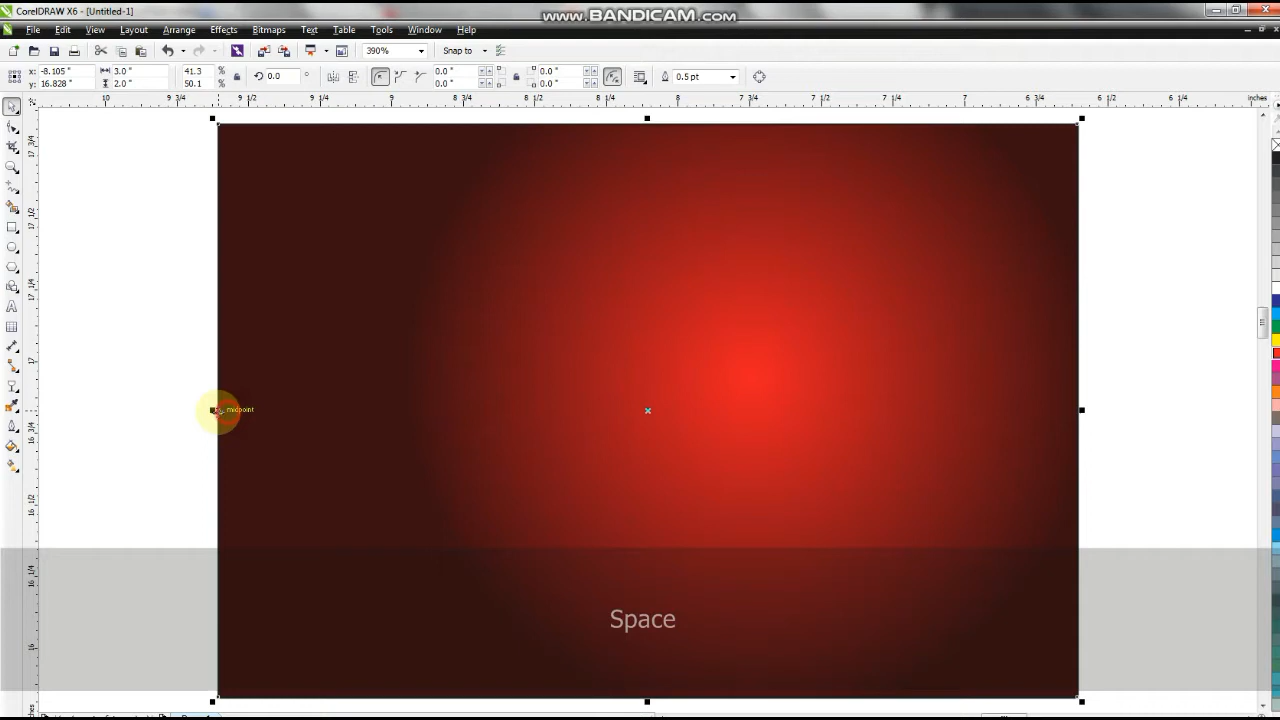 CorelDRAW X6 - [Untitled-1]
www.BANDICAM.com
File Edit View Layout Arrange Effects Bitmaps Text Table Tools Window Help
390% Snap to
x: -8.105 " 3.0 " 41.3 % 0.0 ° 0.0 ° 0.0 ° 0.5 pt
y: 16.828 " 2.0 " 50.1 % 0.0 ° 0.0 °
10 9 3/4 9 1/2 9 1/4 9 8 3/4 8 1/2 8 1/4 8 7 3/4 7 1/2 7 1/4 7 6 3/4 6 1/2 6 1/4 inches
17 3/4
17 1/2
17 1/4
17
midpoint
16 3/4
16 1/2
16 1/4
Space
16